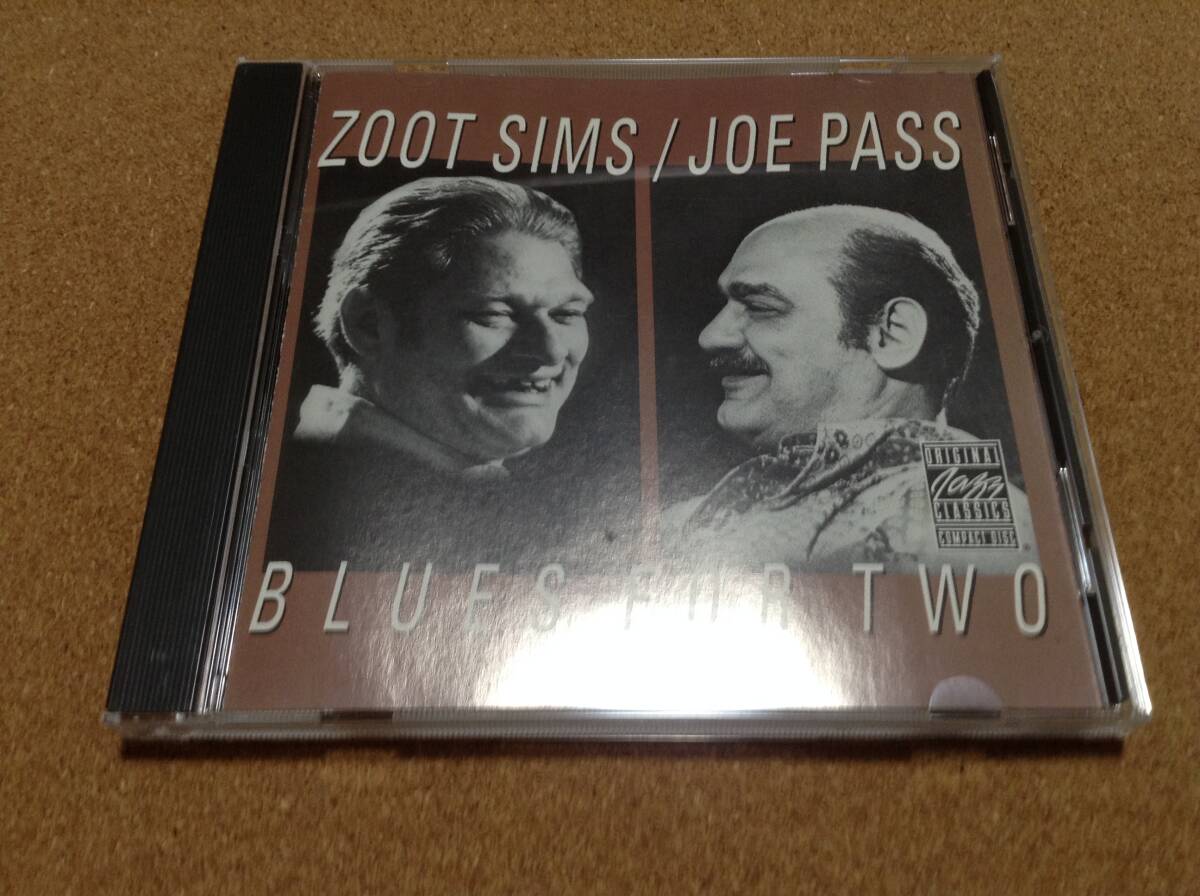 ZOOT SIMS / JOE PASS
ORIGINAL
Jazz
CLASSICS
COMPACT DISC
BLUES FOR TWO